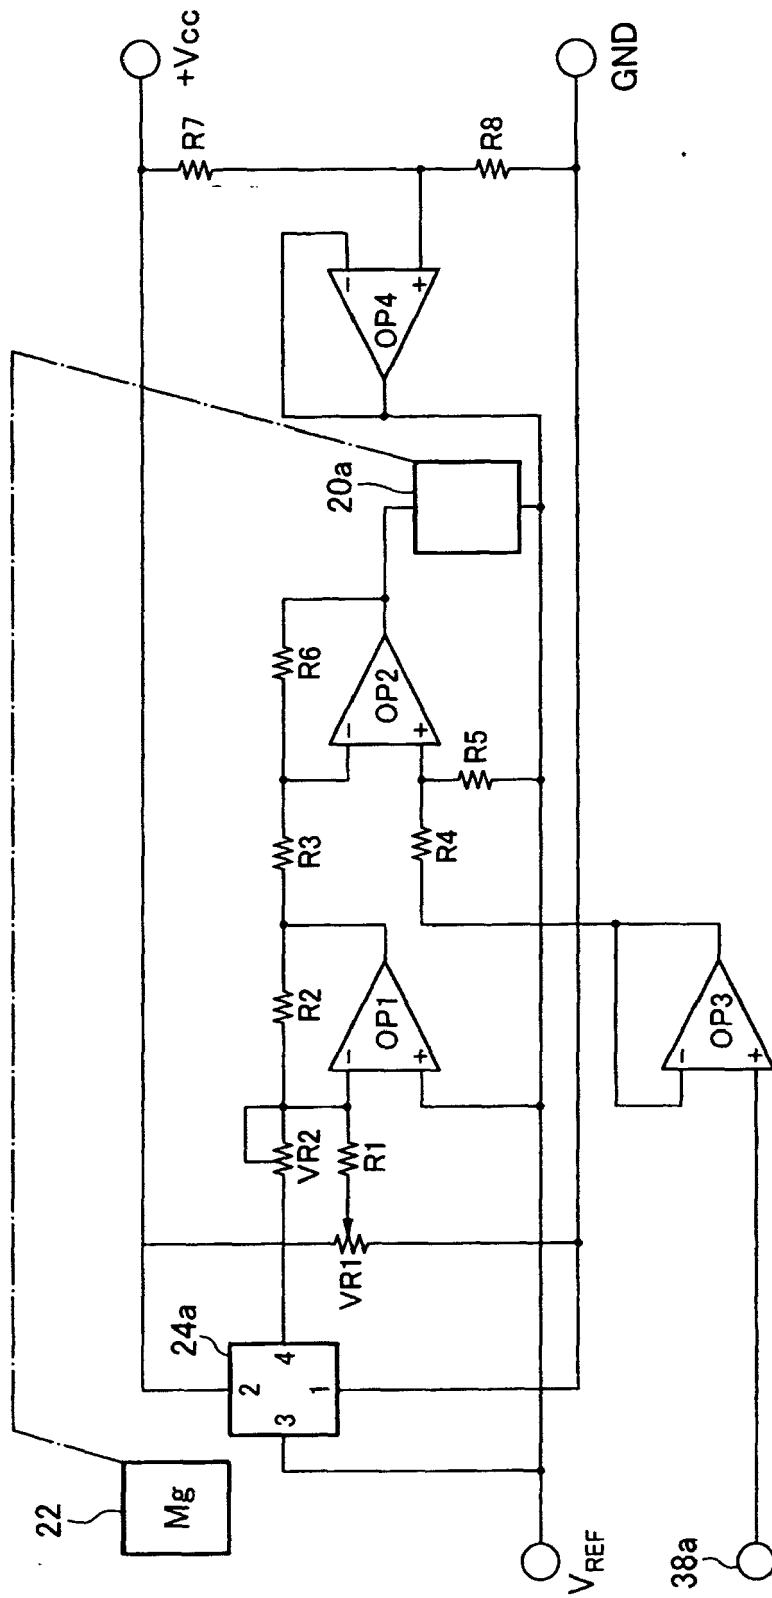 22
Mg
24a
2
4
3
1
VR1
VR2
R1
R2
−
+
OP1
R3
R4
R5
R6
−
+
OP2
20a
−
+
OP4
R7
R8
+Vcc
GND
VREF
38a
−
+
OP3